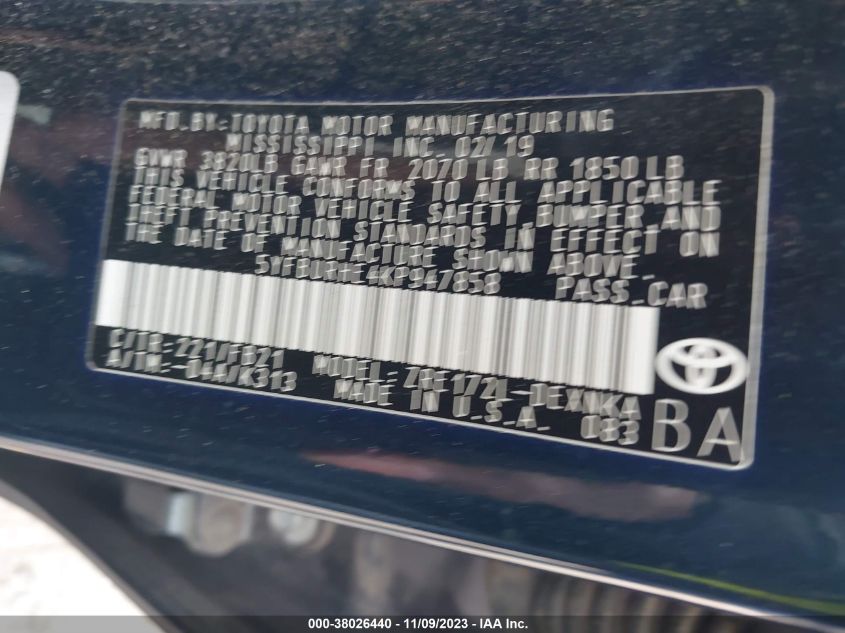 MFD.BY-TOYOTA MOTOR MANUFACTURING
MISSISSIPPI INC. 02/19
GVWR 3820LB GAWR FR 2070 LB RR 1850 LB
THIS VEHICLE CONFORMS TO ALL APPLICABLE
FEDERAL MOTOR VEHICLE SAFETY,BUMPER AND
THEFT PREVENTION STANDARDS IN EFFECT ON
THE DATE OF MANUFACTURE SHOWN ABOVE.
5YFBURHE4KP947858 PASS.CAR
C/TR-221/FB21 MODEL-ZRE172L-DEXNKA
A/TM-04A/K313 MADE IN U.S.A. 083
BA
000-38026440 - 11/09/2023 - IAA Inc.